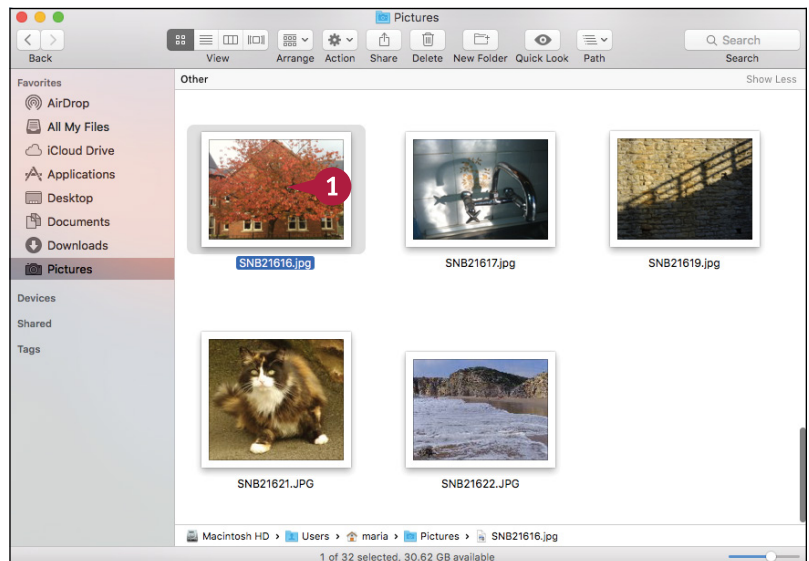 Pictures
Search
Back View Arrange Action Share Delete New Folder Quick Look Path Search
Favorites
AirDrop
All My Files
iCloud Drive
Applications
Desktop
Documents
Downloads
Pictures
Devices
Shared
Tags
Other Show Less
1
SNB21616.jpg SNB21617.jpg SNB21619.jpg
SNB21621.JPG SNB21622.JPG
Macintosh HD › Users › maria › Pictures › SNB21616.jpg
1 of 32 selected, 30.62 GB available